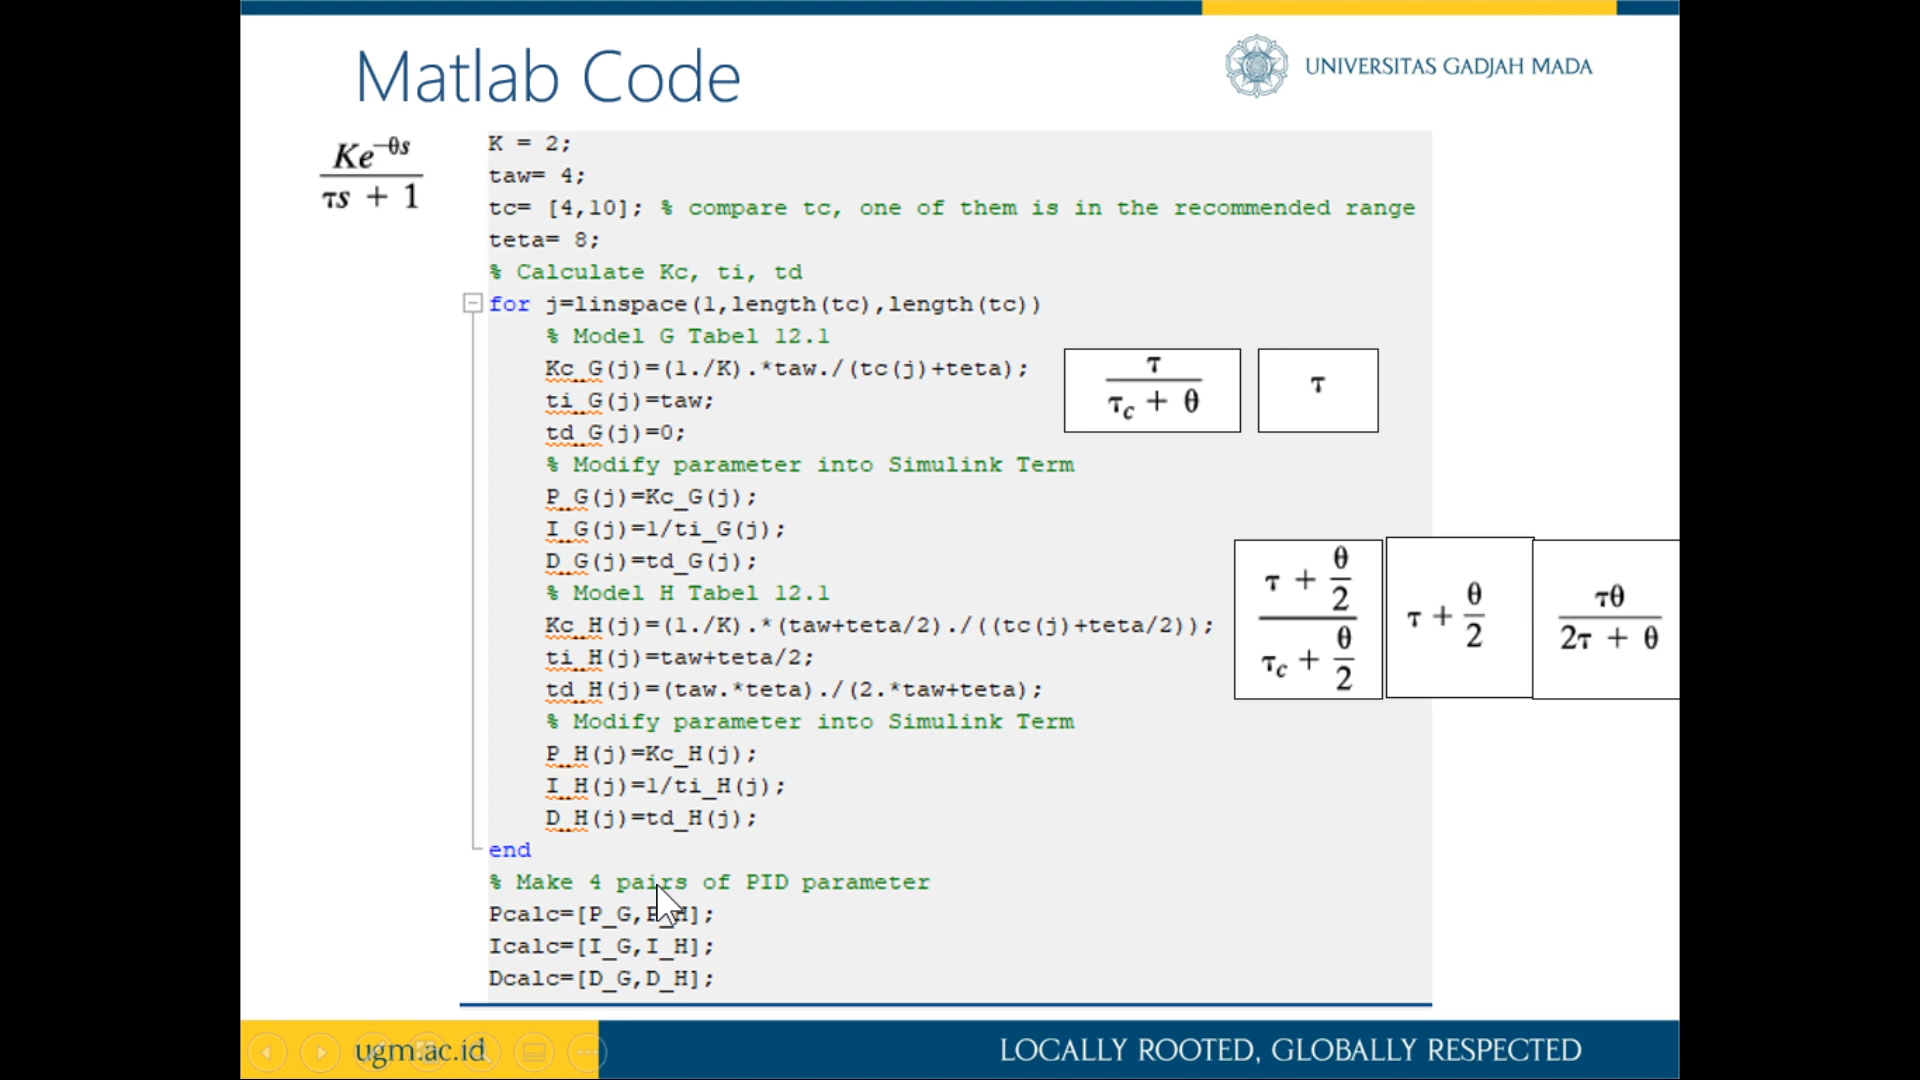 Matlab Code
UNIVERSITAS GADJAH MADA
Ke^−θs
τs + 1
K = 2;
taw= 4;
tc= [4,10]; % compare tc, one of them is in the recommended range
teta= 8;
% Calculate Kc, ti, td
for j=linspace(1,length(tc),length(tc))
% Model G Tabel 12.1
Kc_G(j)=(1./K).*taw./(tc(j)+teta);
ti_G(j)=taw;
td_G(j)=0;
τ
τc + θ
τ
% Modify parameter into Simulink Term
P_G(j)=Kc_G(j);
I_G(j)=1/ti_G(j);
D_G(j)=td_G(j);
% Model H Tabel 12.1
Kc_H(j)=(1./K).*(taw+teta/2)./((tc(j)+teta/2));
ti_H(j)=taw+teta/2;
td_H(j)=(taw.*teta)./(2.*taw+teta);
τ + θ/2
τc + θ/2
τ + θ/2
τθ
2τ + θ
% Modify parameter into Simulink Term
P_H(j)=Kc_H(j);
I_H(j)=1/ti_H(j);
D_H(j)=td_H(j);
end
% Make 4 pairs of PID parameter
Pcalc=[P_G,P_H];
Icalc=[I_G,I_H];
Dcalc=[D_G,D_H];
ugm.ac.id
LOCALLY ROOTED, GLOBALLY RESPECTED